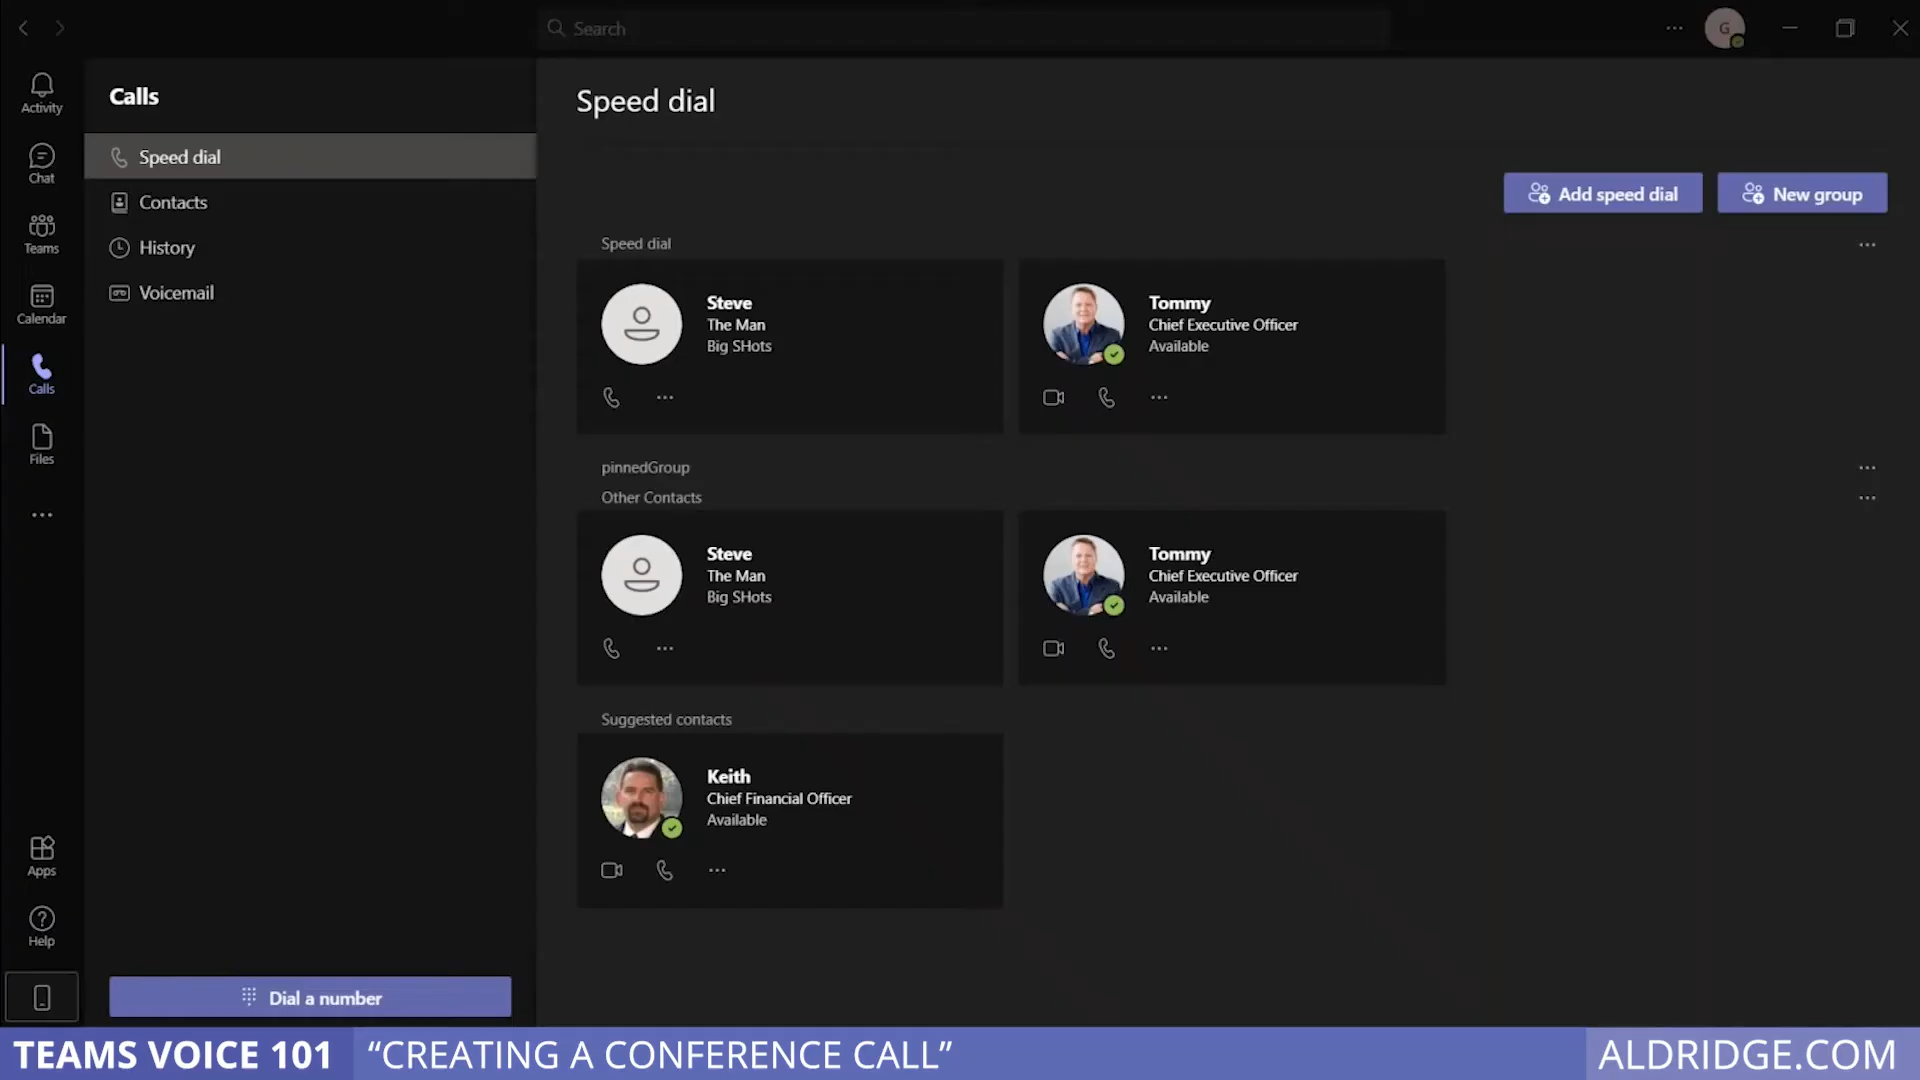 Search
G
Activity
Chat
Teams
Calendar
Calls
Files
Apps
Help
Calls
Speed dial
Contacts
History
Voicemail
Dial a number
Speed dial
Add speed dial
New group
Speed dial
Steve
The Man
Big SHots
Tommy
Chief Executive Officer
Available
pinnedGroup
Other Contacts
Steve
The Man
Big SHots
Tommy
Chief Executive Officer
Available
Suggested contacts
Keith
Chief Financial Officer
Available
TEAMS VOICE 101
“CREATING A CONFERENCE CALL”
ALDRIDGE.COM